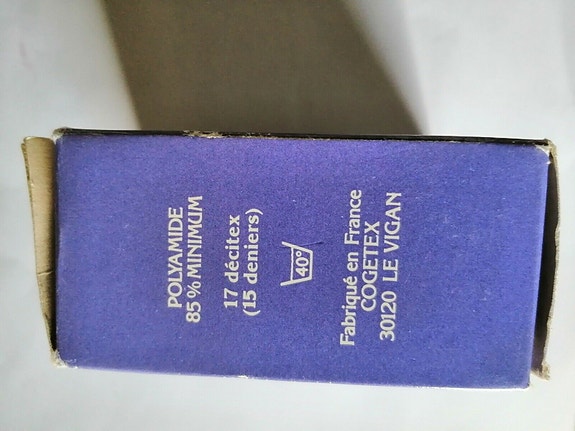 POLYAMIDE
85 % MINIMUM
17 décitex
(15 deniers)
40°
Fabriqué en France
COGETEX
30120 LE VIGAN